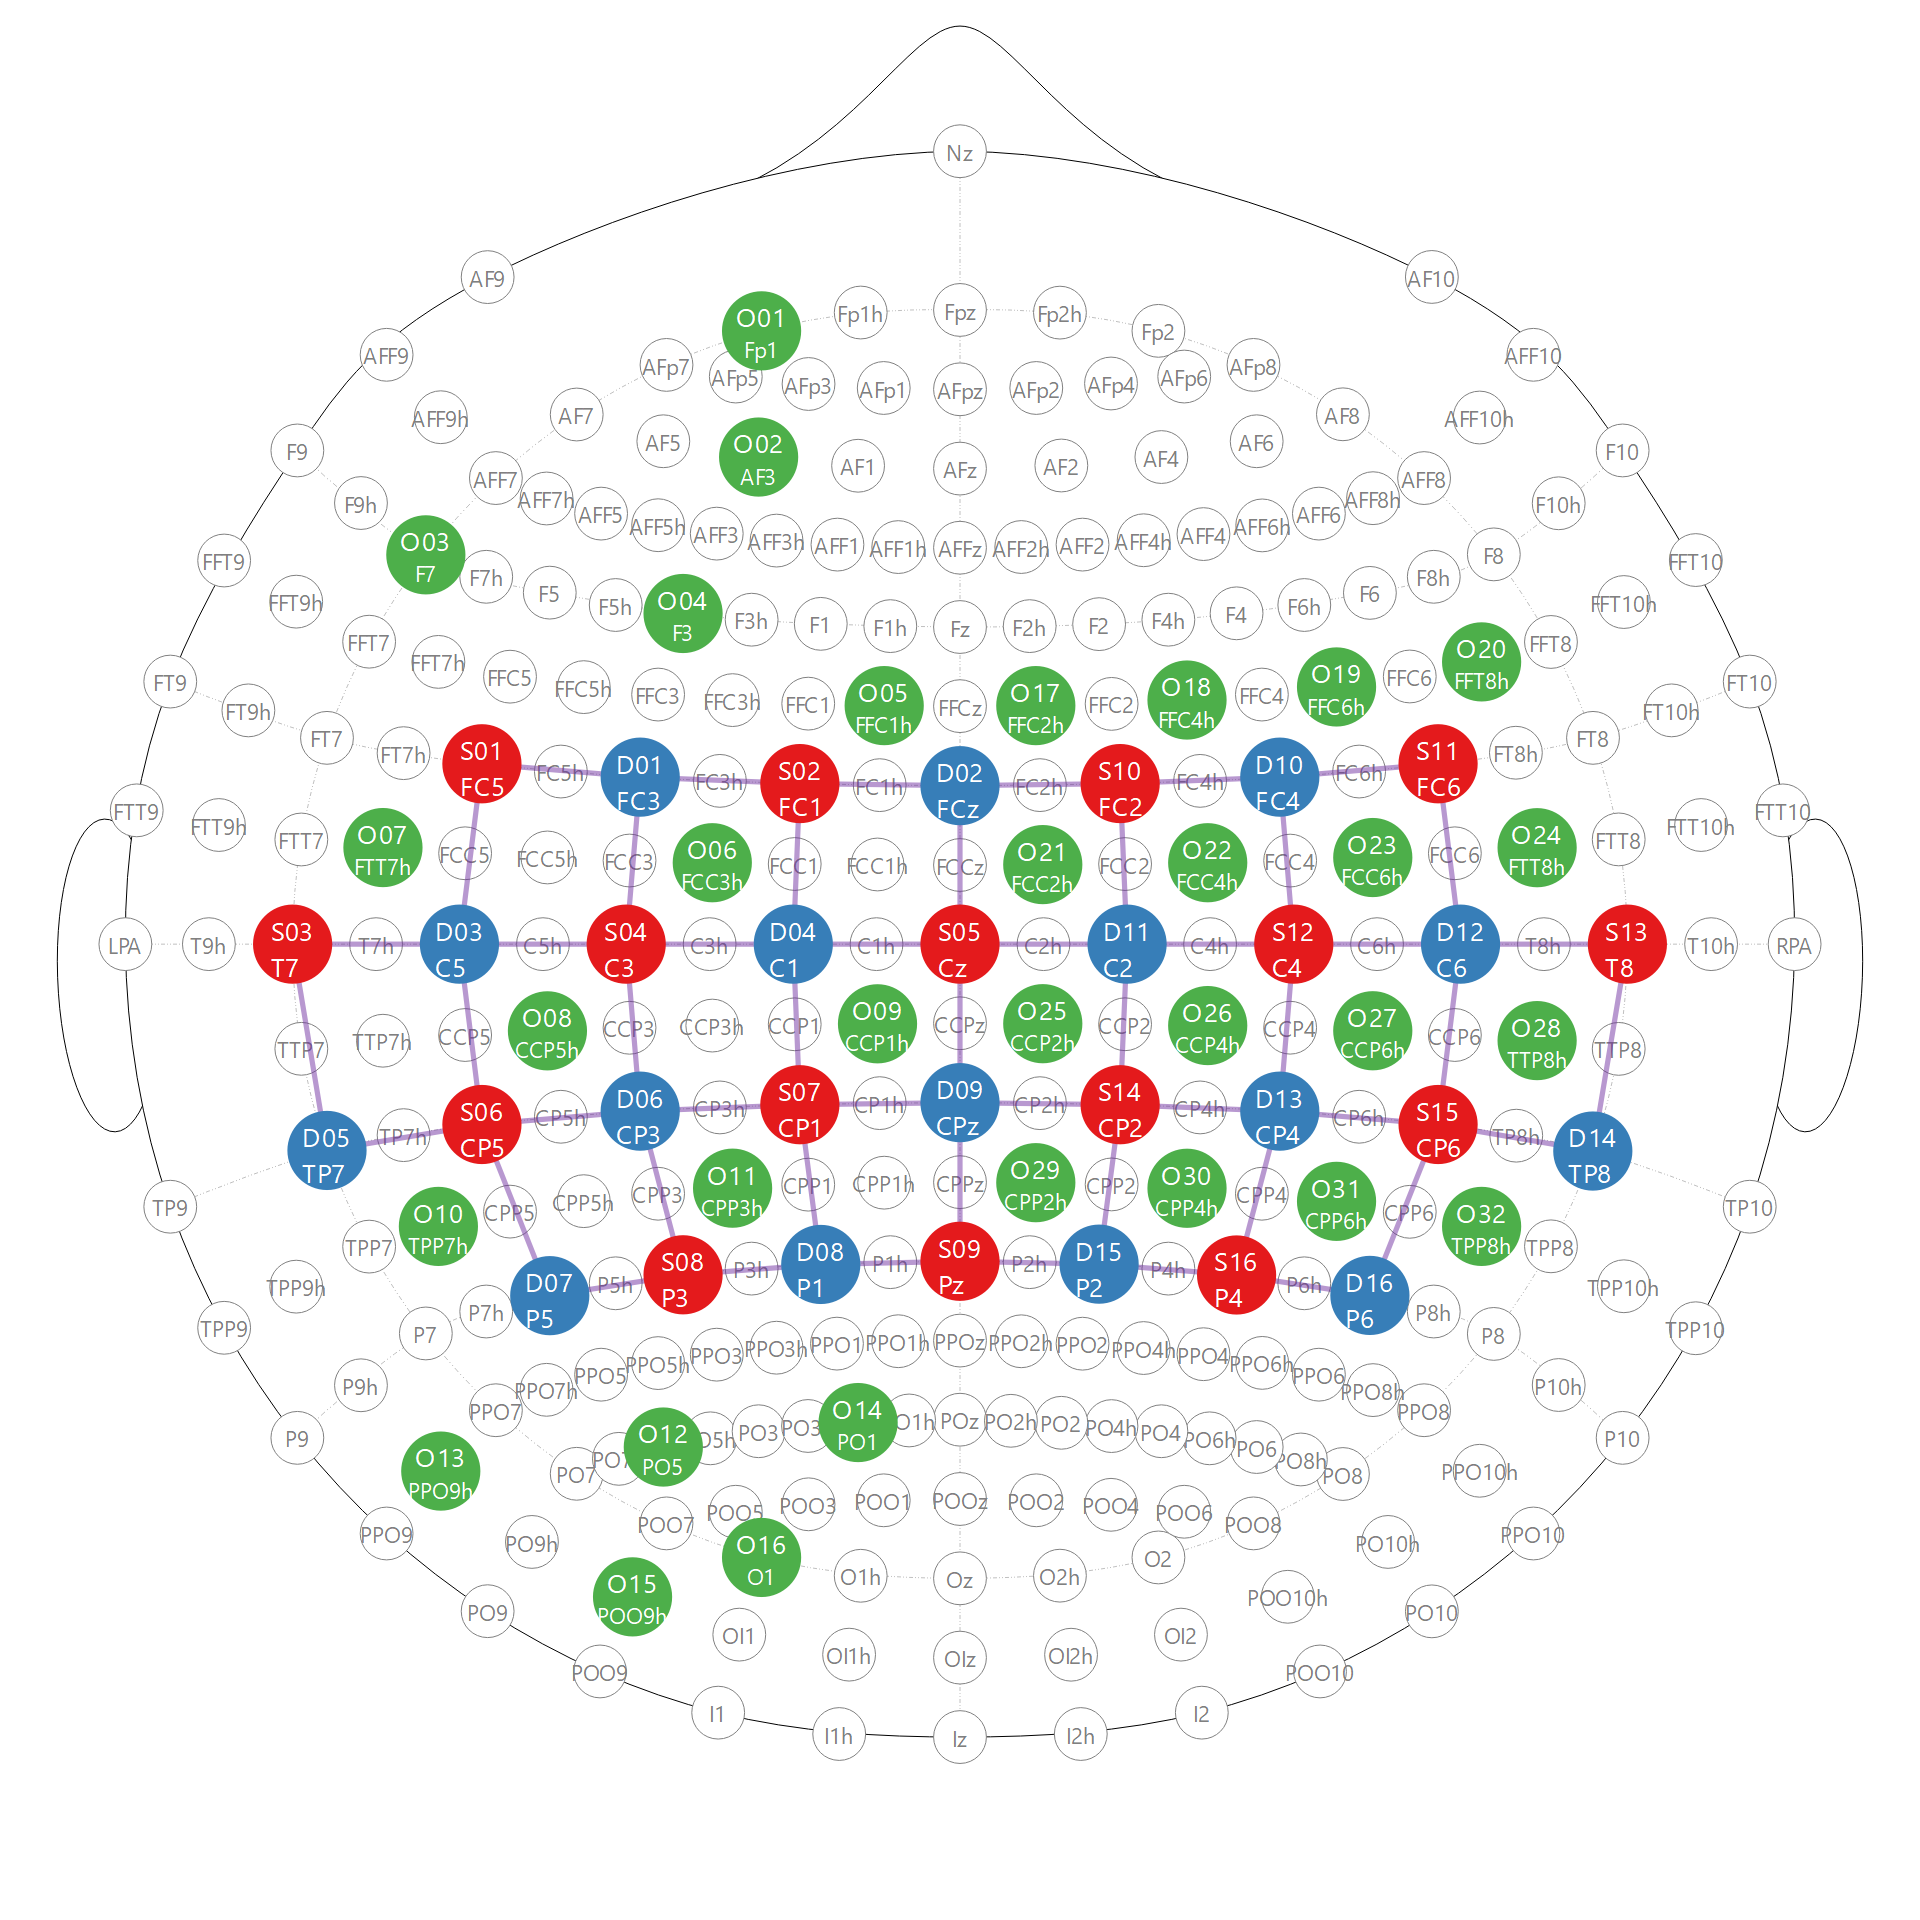 Nz
AF9
AF10
Fp1h
Fpz
Fp2h
O01
Fp1
Fp2
AFF9
AFF10
AFp7
AFp5
AFp3
AFp1
AFpz
AFp2
AFp4
AFp6
AFp8
AFF9h
AF7
AF8
AFF10h
F9
AF5
O02
AF3
AF1
AFz
AF2
AF4
AF6
F10
F9h
AFF7
AFF7h
AFF5
AFF5h
AFF3
AFF3h
AFF1
AFF1h
AFFz
AFF2h
AFF2
AFF4h
AFF4
AFF6h
AFF6
AFF8h
AFF8
F10h
FFT9
O03
F7
F7h
F5
F5h
O04
F3
F3h
F1
F1h
Fz
F2h
F2
F4h
F4
F6h
F6
F8h
F8
FFT10
FFT9h
FFT10h
FT9
FT9h
FFT7
FFT7h
FFC5
FFC5h
FFC3
FFC3h
FFC1
O05
FFC1h
FFCz
O17
FFC2h
FFC2
O18
FFC4h
FFC4
O19
FFC6h
FFC6
O20
FFT8h
FFT8
FT10h
FT10
FT7
FT7h
S01
FC5
FC5h
D01
FC3
FC3h
S02
FC1
FC1h
D02
FCz
FC2h
S10
FC2
FC4h
D10
FC4
FC6h
S11
FC6
FT8h
FT8
FTT9
FTT9h
FTT7
O07
FTT7h
FCC5
FCC5h
FCC3
O06
FCC3h
FCC1
FCC1h
FCCz
O21
FCC2h
FCC2
O22
FCC4h
FCC4
O23
FCC6h
FCC6
O24
FTT8h
FTT8
FTT10h
FTT10
LPA
T9h
S03
T7
T7h
D03
C5
C5h
S04
C3
C3h
D04
C1
C1h
S05
Cz
C2h
D11
C2
C4h
S12
C4
C6h
D12
C6
T8h
S13
T8
T10h
RPA
TTP7
TTP7h
CCP5
O08
CCP5h
CCP3
CCP3h
CCP1
O09
CCP1h
CCPz
O25
CCP2h
CCP2
O26
CCP4h
CCP4
O27
CCP6h
CCP6
O28
TTP8h
TTP8
D05
TP7
TP7h
S06
CP5
CP5h
D06
CP3
CP3h
S07
CP1
CP1h
D09
CPz
CP2h
S14
CP2
CP4h
D13
CP4
CP6h
S15
CP6
TP8h
D14
TP8
TP9
TPP7
O10
TPP7h
CPP5
CPP5h
CPP3
O11
CPP3h
CPP1
CPP1h
CPPz
O29
CPP2h
CPP2
O30
CPP4h
CPP4
O31
CPP6h
CPP6
O32
TPP8h
TPP8
TP10
TPP9h
TPP10h
TPP9
P7
P7h
D07
P5
P5h
S08
P3
P3h
D08
P1
P1h
S09
Pz
P2h
D15
P2
P4h
S16
P4
P6h
D16
P6
P8h
P8
TPP10
P9h
PPO7
PPO7h
PPO5
PPO5h
PPO3
PPO3h
PPO1
PPO1h
PPOz
PPO2h
PPO2
PPO4h
PPO4
PPO6h
PPO6
PPO8h
PPO8
P10h
P9
P10
O13
PPO9h
PO7
O12
PO5
PO3
O14
PO1
POz
PO2h
PO2
PO4h
PO4
PO6h
PO6
PO8h
PO8
PPO10h
PPO9
PO9h
POO7
POO5
POO3
POO1
POOz
POO2
POO4
POO6
POO8
PO10h
PPO10
O16
O1
O1h
Oz
O2h
O2
PO9
O15
POO9h
POO10h
PO10
OI1
OI1h
OIz
OI2h
OI2
POO9
POO10
I1
I1h
Iz
I2h
I2